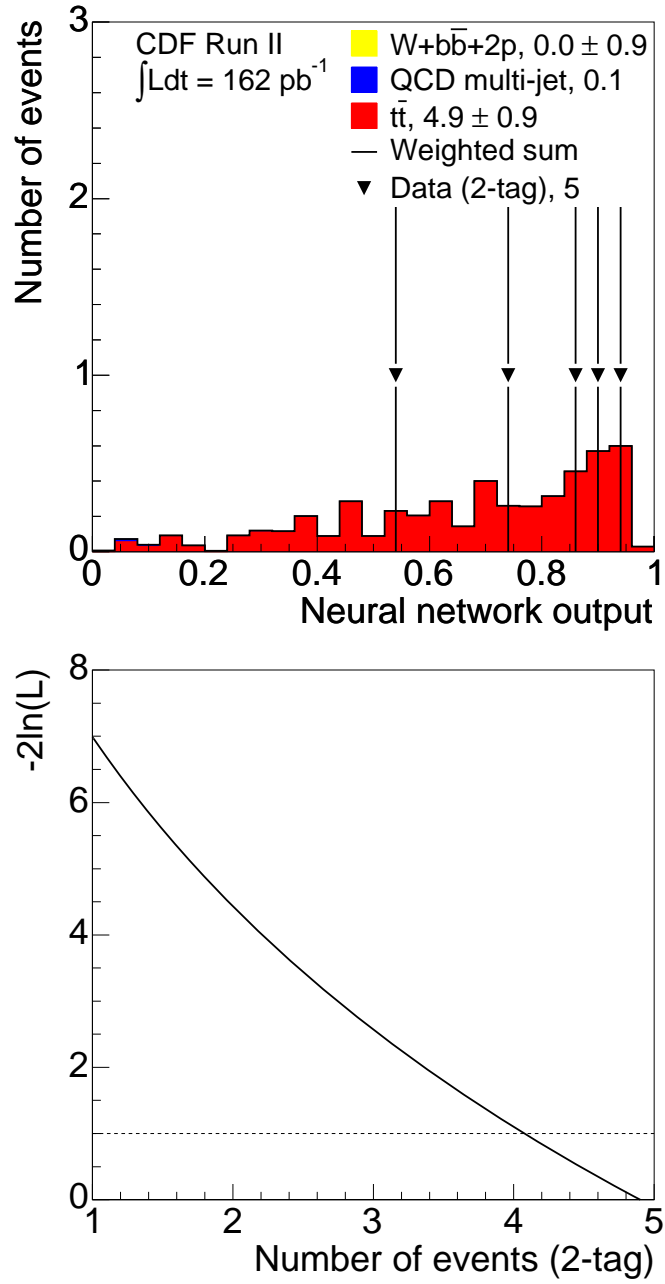 3
2
1
0
Number of events
CDF Run II
∫Ldt = 162 pb⁻¹
W+bb̅+2p, 0.0 ± 0.9
QCD multi-jet, 0.1
tt̅, 4.9 ± 0.9
Weighted sum
Data (2-tag), 5
0 0.2 0.4 0.6 0.8 1
Neural network output
8
6
4
2
0
-2ln(L)
1 2 3 4 5
Number of events (2-tag)